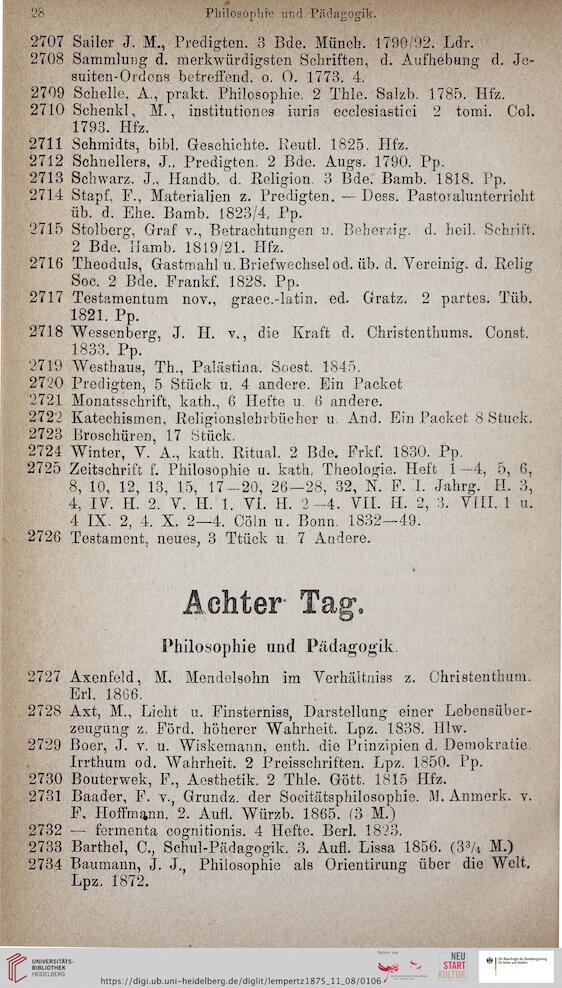 28 Philosophie und Pädagogik.
2707 Sailer J. M., Predigten. 3 Bde. Münch. 1790/92. Ldr.
2708 Sammlung d. merkwürdigsten Schriften, d. Aufhebung d. Je-
suiten-Ordens betreffend. o. O. 1773. 4.
2709 Schelle, A., prakt. Philosophie. 2 Thle. Salzb. 1785. Hfz.
2710 Schenkl, M., institutiones iuris ecclesiastici 2 tomi. Col.
1793. Hfz.
2711 Schmidts, bibl. Geschichte. Reutl. 1825. Hfz.
2712 Schnellers, J.. Predigten. 2 Bde. Augs. 1790. Pp.
2713 Schwarz. J., Handb. d. Religion. 3 Bde. Bamb. 1818. Pp.
2714 Stapf, F., Materialien z. Predigten. — Dess. Pastoralunterricht
üb. d. Ehe. Bamb. 1823/4, Pp.
2715 Stolberg, Graf v., Betrachtungen u. Beherzig. d. heil. Schrift.
2 Bde. Hamb. 1819/21. Hfz.
2716 Theoduls, Gastmahl u. Briefwechsel od. üb. d. Vereinig. d. Relig
Soc. 2 Bde. Frankf. 1828. Pp.
2717 Testamentum nov., graec.-latin. ed. Gratz. 2 partes. Tüb.
1821. Pp.
2718 Wessenberg, J. H. v., die Kraft d. Christenthums. Const.
1833. Pp.
2719 Westhaus, Th., Palästina. Soest. 1845.
2720 Predigten, 5 Stück u. 4 andere. Ein Packet
2721 Monatsschrift, kath., 6 Hefte u. 6 andere.
2722 Katechismen, Religionslehrbücher u. And. Ein Packet 8 Stuck.
2723 Broschüren, 17 Stück.
2724 Winter, V. A., kath. Ritual. 2 Bde. Frkf. 1830. Pp.
2725 Zeitschrift f. Philosophie u. kath. Theologie. Heft 1—4, 5, 6,
8, 10, 12, 13, 15, 17—20, 26—28, 32, N. F. I. Jahrg. H. 3,
4, IV. H. 2. V. H. 1. VI. H. 2—4. VII. H. 2, 3. VIII. 1 u.
4 IX. 2, 4. X. 2—4. Cöln u. Bonn. 1832—49.
2726 Testament, neues, 3 Ttück u. 7 Andere.
Achter Tag.
Philosophie und Pädagogik.
2727 Axenfeld, M. Mendelsohn im Verhältniss z. Christenthum.
Erl. 1866.
2728 Axt, M., Licht u. Finsterniss, Darstellung einer Lebensüber-
zeugung z. Förd. höherer Wahrheit. Lpz. 1838. Hlw.
2729 Boer, J. v. u. Wiskemann, enth. die Prinzipien d. Demokratie.
Irrthum od. Wahrheit. 2 Preisschriften. Lpz. 1850. Pp.
2730 Bouterwek, F., Aesthetik. 2 Thle. Gött. 1815 Hfz.
2731 Baader, F. v., Grundz. der Socitätsphilosophie. M. Anmerk. v.
F. Hoffmann. 2. Aufl. Würzb. 1865. (3 M.)
2732 — fermenta cognitionis. 4 Hefte. Berl. 1823.
2733 Barthel, C., Schul-Pädagogik. 3. Aufl. Lissa 1856. (3³/₄ M.)
2734 Baumann, J. J., Philosophie als Orientirung über die Welt.
Lpz. 1872.
UNIVERSITÄTS-
BIBLIOTHEK
HEIDELBERG
https://digi.ub.uni-heidelberg.de/diglit/lempertz1875_11_08/0106
NEU
START
KULTUR